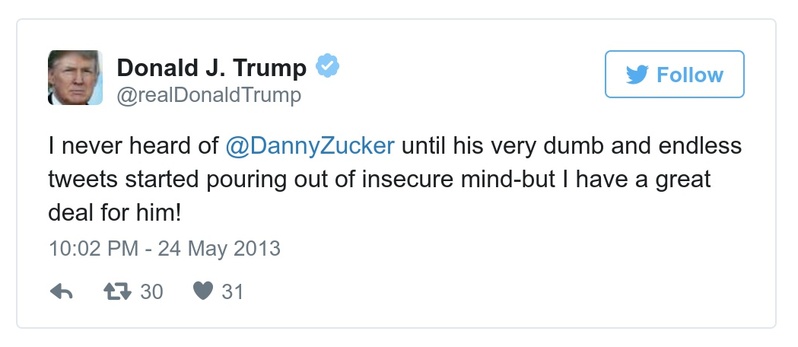 Donald J. Trump
@realDonaldTrump
Follow
I never heard of @DannyZucker until his very dumb and endless
tweets started pouring out of insecure mind-but I have a great
deal for him!
10:02 PM - 24 May 2013
30 31